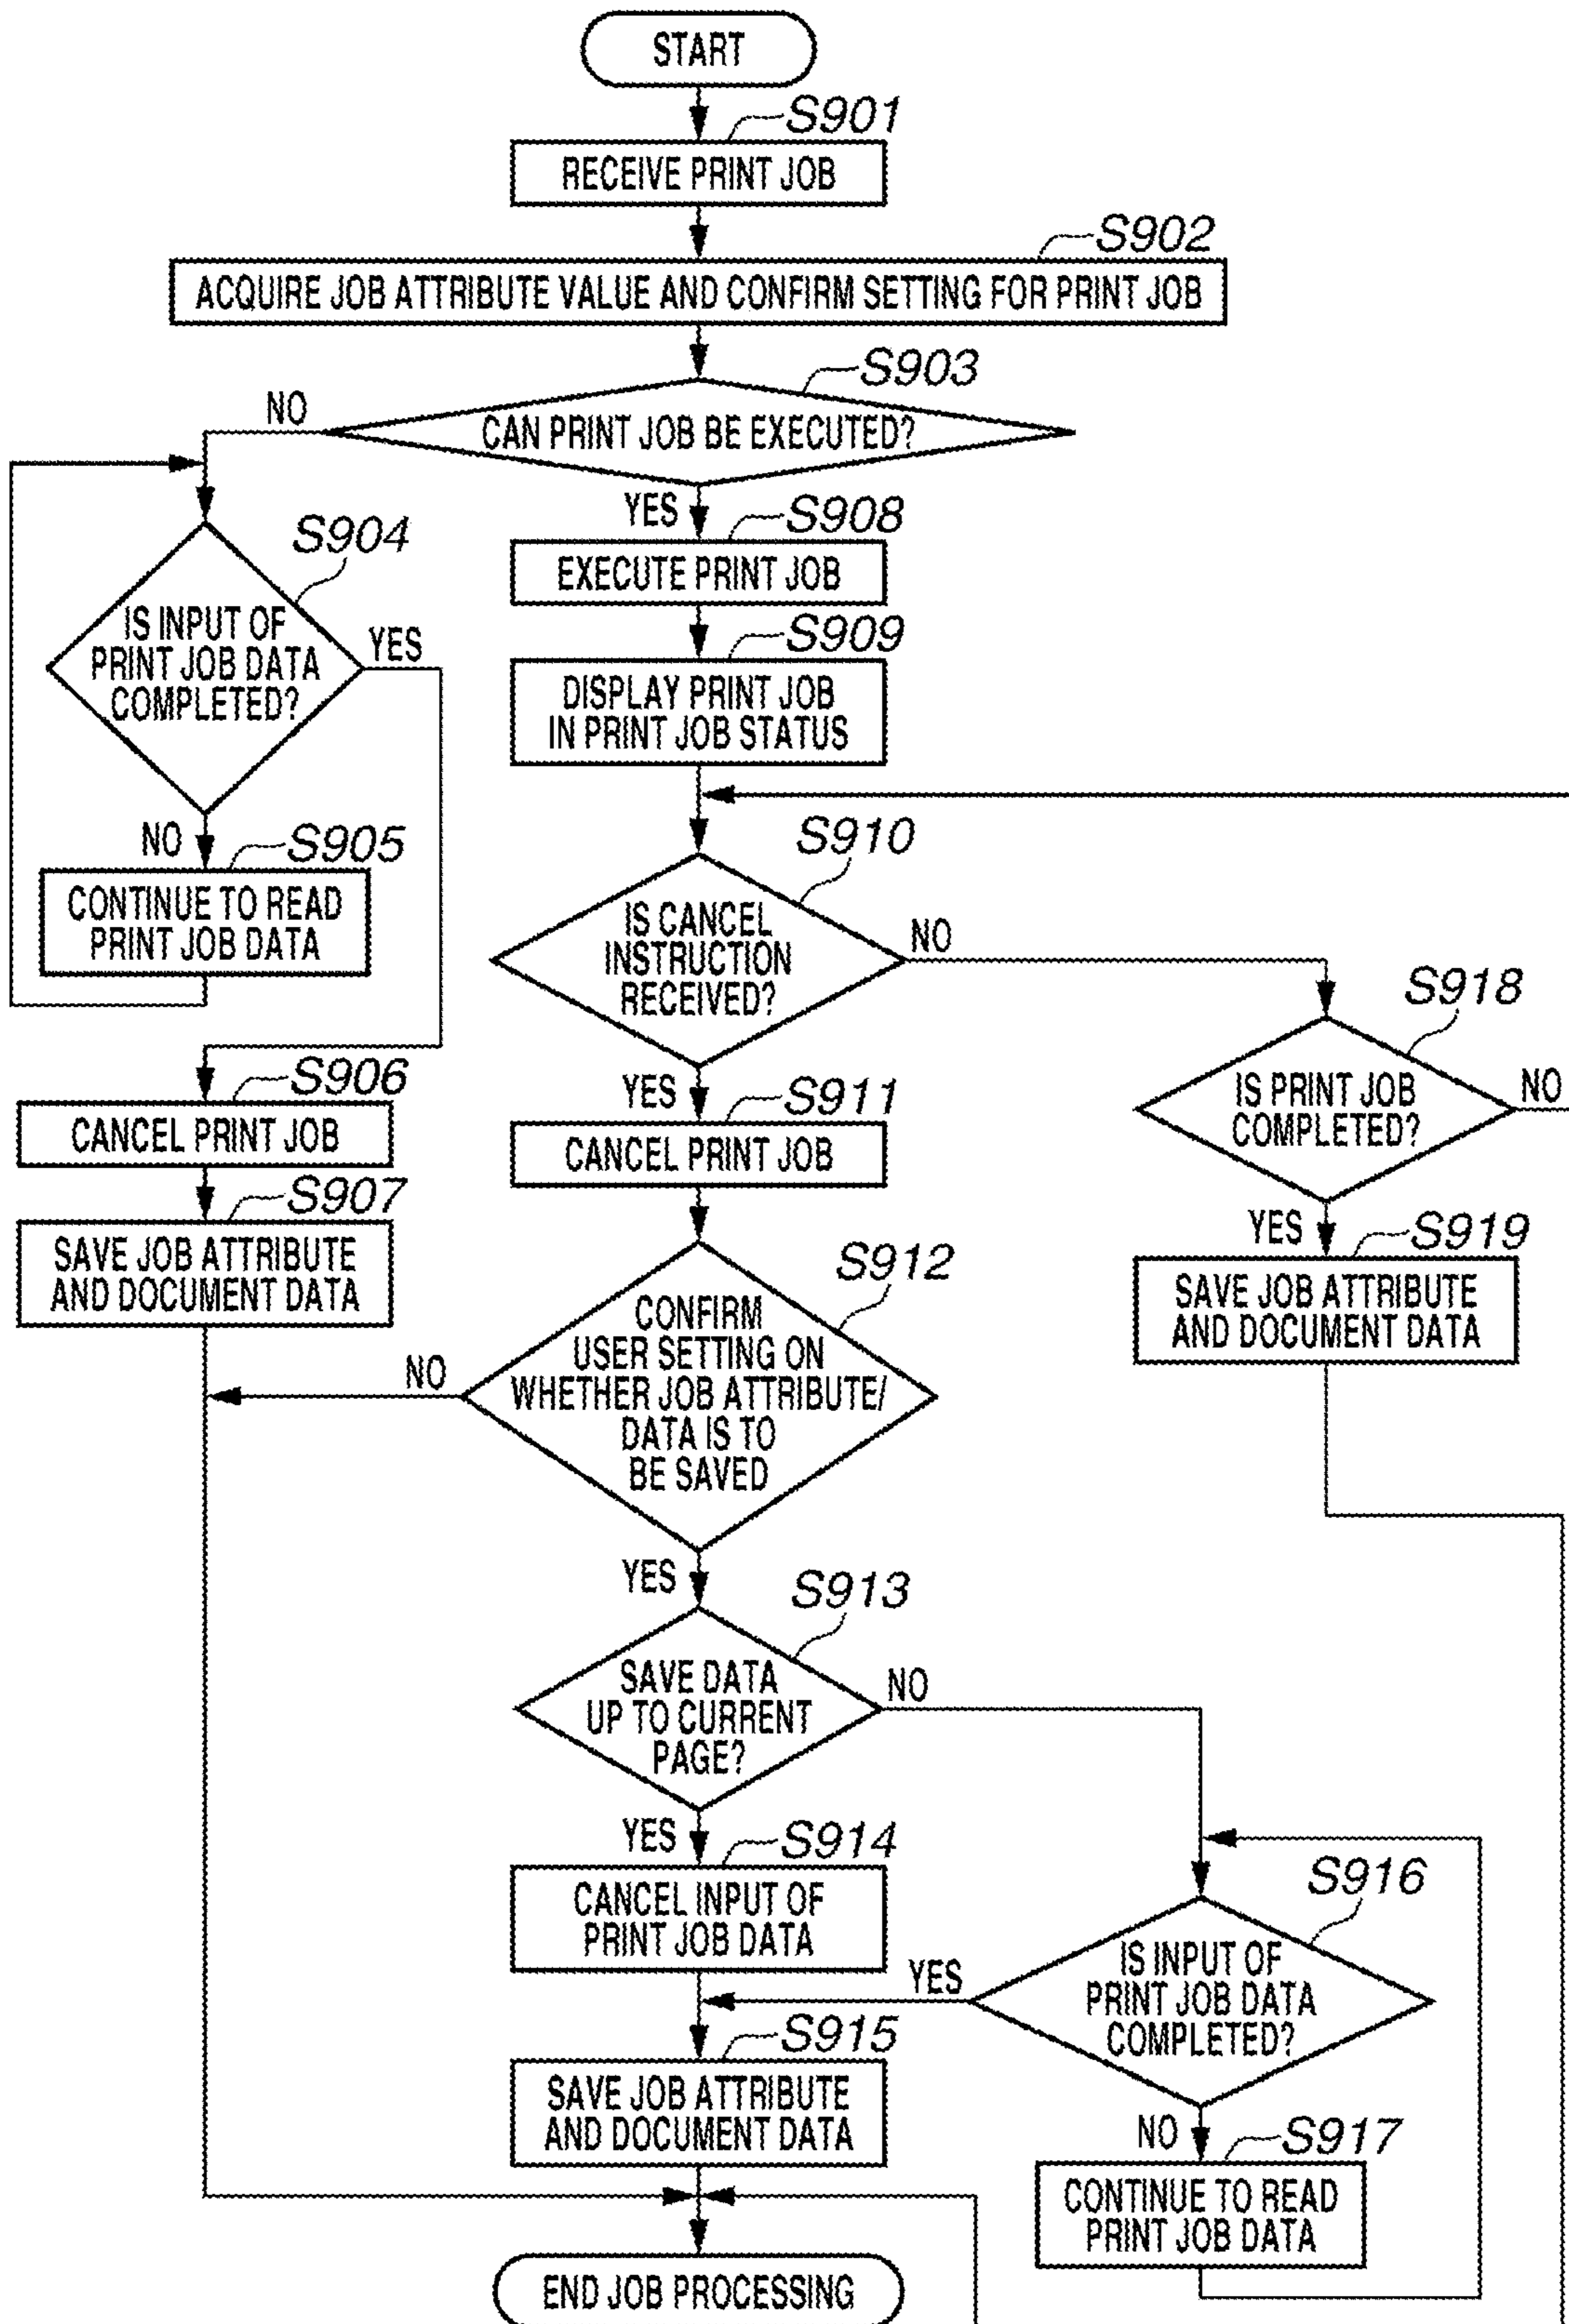 START
S901
RECEIVE PRINT JOB
S902
ACQUIRE JOB ATTRIBUTE VALUE AND CONFIRM SETTING FOR PRINT JOB
S903
NO
CAN PRINT JOB BE EXECUTED?
YES
S908
EXECUTE PRINT JOB
S904
IS INPUT OF
PRINT JOB DATA
COMPLETED?
YES
S909
DISPLAY PRINT JOB
IN PRINT JOB STATUS
NO
S905
CONTINUE TO READ
PRINT JOB DATA
S910
IS CANCEL
INSTRUCTION
RECEIVED?
NO
S918
IS PRINT JOB
COMPLETED?
NO
S906
CANCEL PRINT JOB
YES
S911
CANCEL PRINT JOB
S907
SAVE JOB ATTRIBUTE
AND DOCUMENT DATA
YES
S919
SAVE JOB ATTRIBUTE
AND DOCUMENT DATA
S912
CONFIRM
USER SETTING ON
WHETHER JOB ATTRIBUTE/
DATA IS TO
BE SAVED
NO
YES
S913
SAVE DATA
UP TO CURRENT
PAGE?
NO
YES
S914
CANCEL INPUT OF
PRINT JOB DATA
S916
IS INPUT OF
PRINT JOB DATA
COMPLETED?
YES
S915
SAVE JOB ATTRIBUTE
AND DOCUMENT DATA
NO
S917
CONTINUE TO READ
PRINT JOB DATA
END JOB PROCESSING